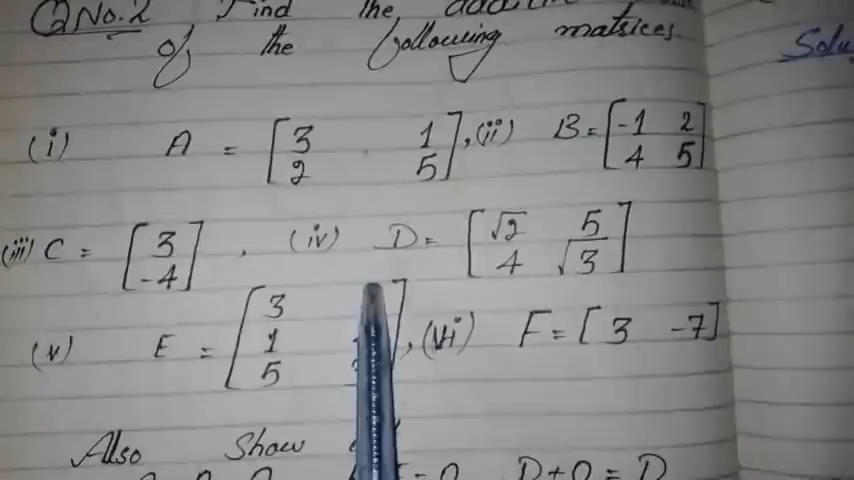 Q No.2 Find the
of the following matrices. Solu
(i) A = [3 1 , (ii) B = [-1 2
2 5] 4 5]
(iii) C = [3 , (iv) D = [√2 5
-4] 4 √3]
(v) E = [3
1 , (vi) F = [3 -7]
5
Also Show
D+0 = D